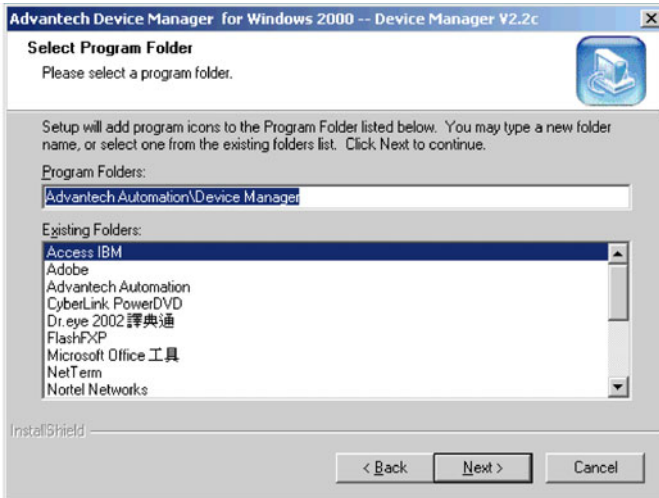 Advantech Device Manager for Windows 2000 -- Device Manager V2.2c
Select Program Folder
Please select a program folder.
Setup will add program icons to the Program Folder listed below. You may type a new folder
name, or select one from the existing folders list. Click Next to continue.
Program Folders:
Advantech Automation\Device Manager
Existing Folders:
Access IBM
Adobe
Advantech Automation
CyberLink PowerDVD
Dr.eye 2002 譯典通
FlashFXP
Microsoft Office 工具
NetTerm
Nortel Networks
InstallShield
< Back
Next >
Cancel